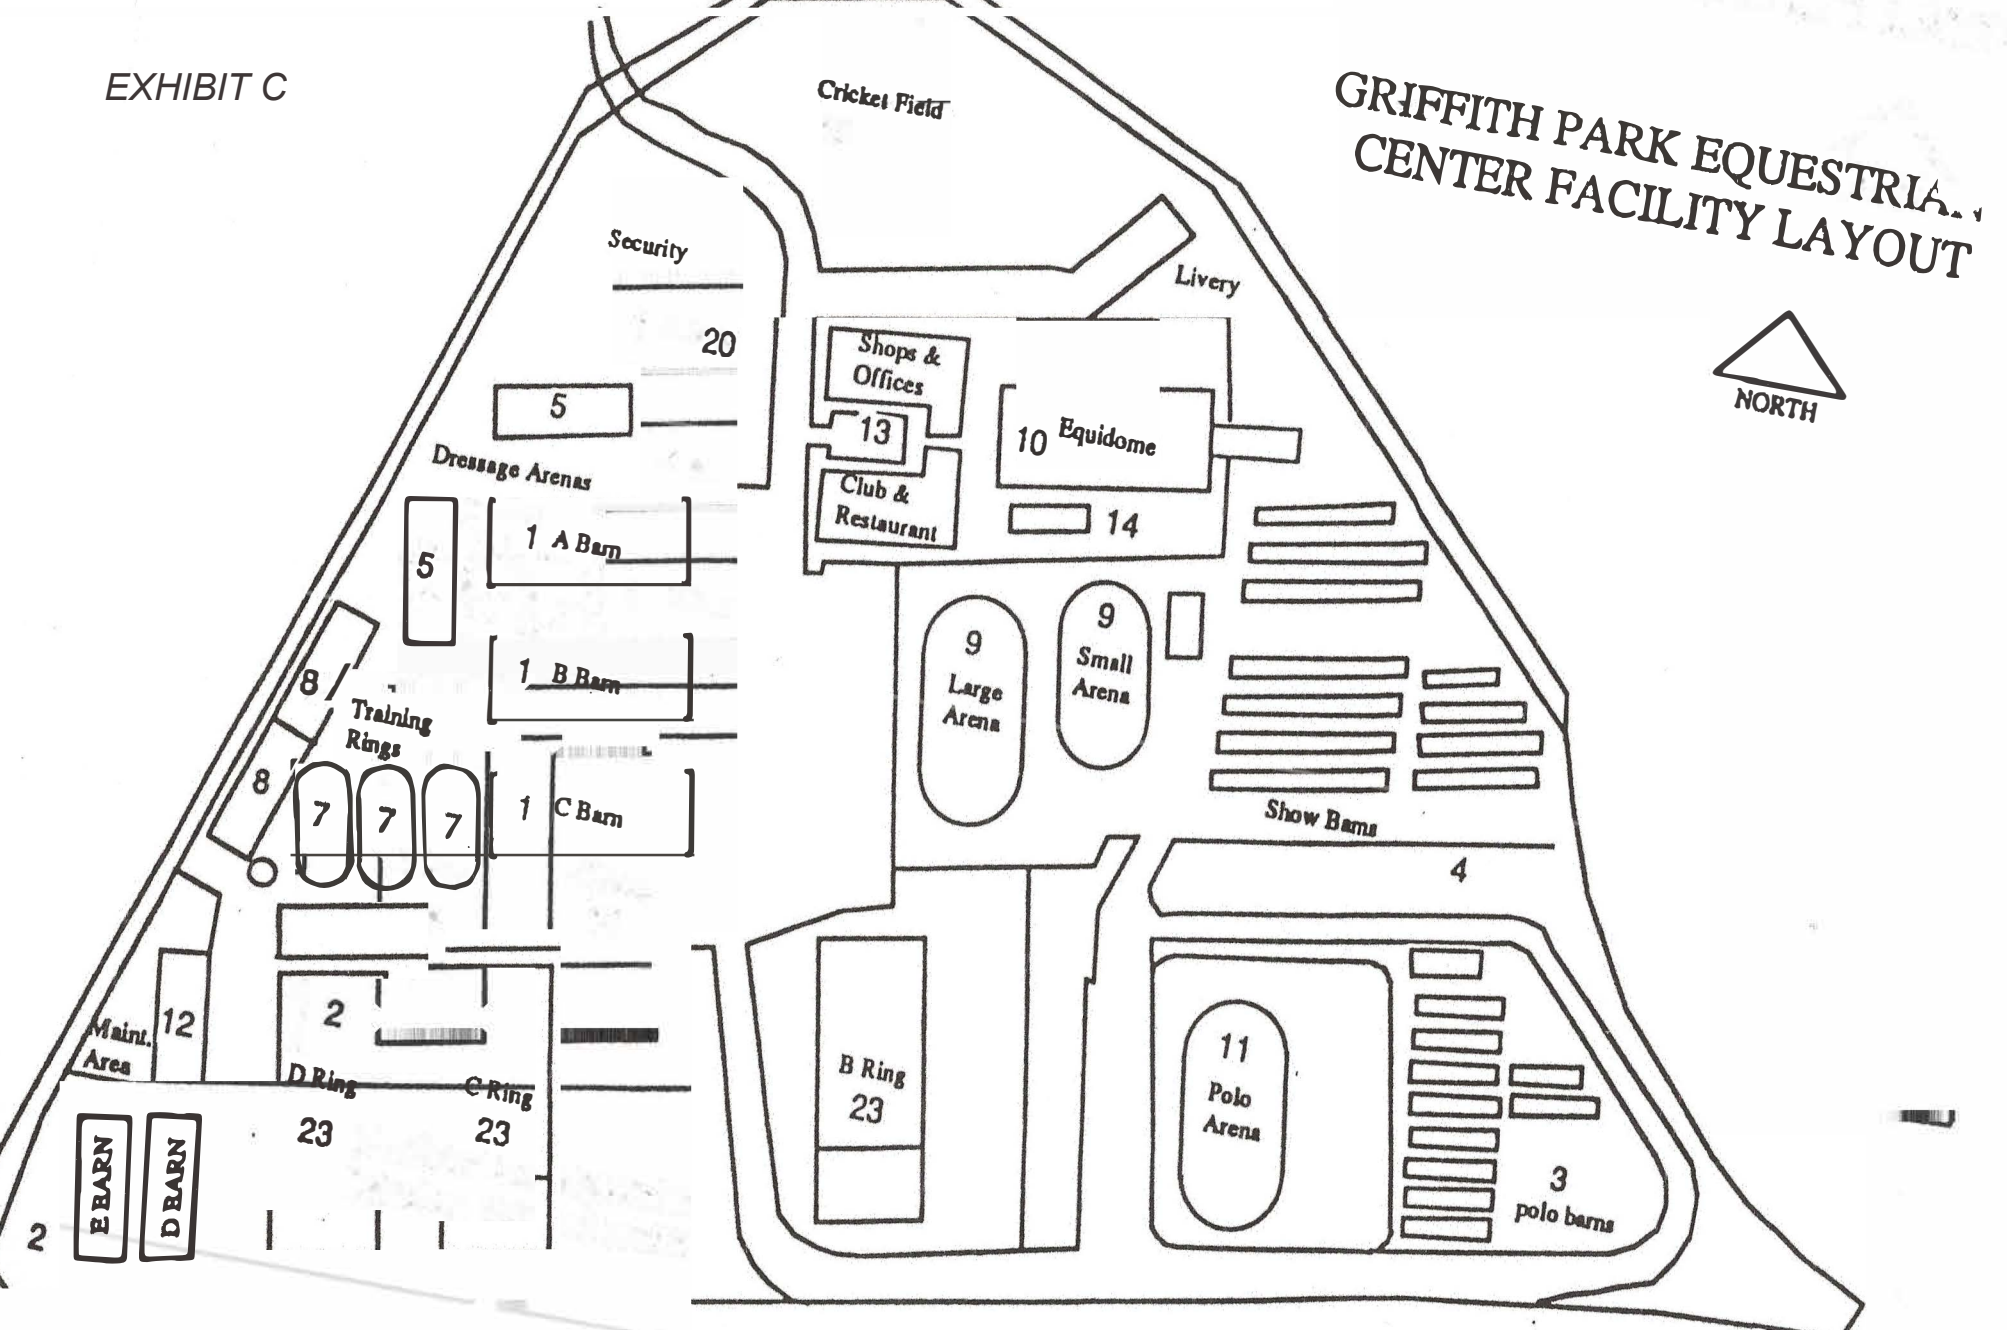 EXHIBIT C
GRIFFITH PARK EQUESTRIA
CENTER FACILITY LAYOUT
NORTH
Cricket Field
Security
Livery
20
Shops &
Offices
5
13
10 Equidome
Dressage Arenas
Club &
Restaurant
14
1 A Barn
5
9
Small
Arena
9
Large
Arena
1 B Barn
8
Training
Rings
8
7
7
7
1 C Barn
Show Barns
4
2
12
Maint.
Area
D Ring
23
C Ring
23
B Ring
23
11
Polo
Arena
E BARN
D BARN
2
3
polo barns